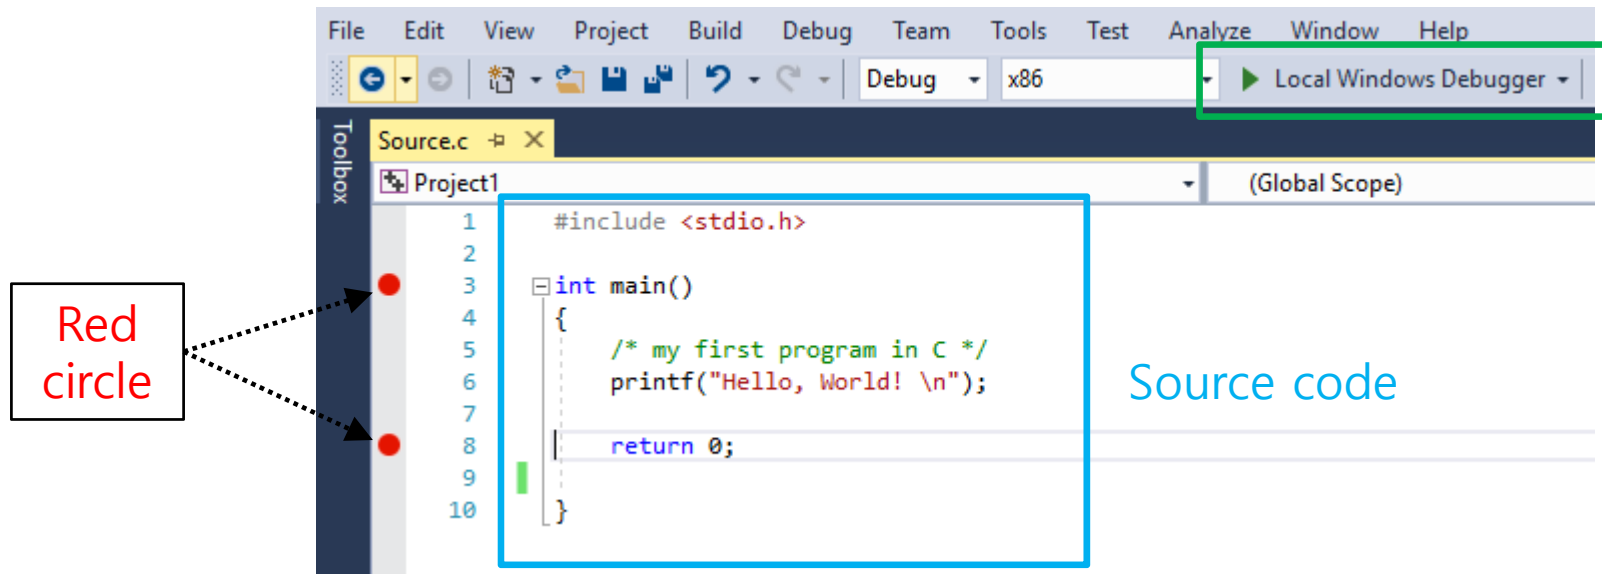 File Edit View Project Build Debug Team Tools Test Analyze Window Help
Debug x86 Local Windows Debugger
Toolbox
Source.c
Project1 (Global Scope)
1 #include <stdio.h>
2
3 int main()
4 {
5 /* my first program in C */
6 printf("Hello, World! \n");
7
8 return 0;
9
10 }
Red
circle
Source code